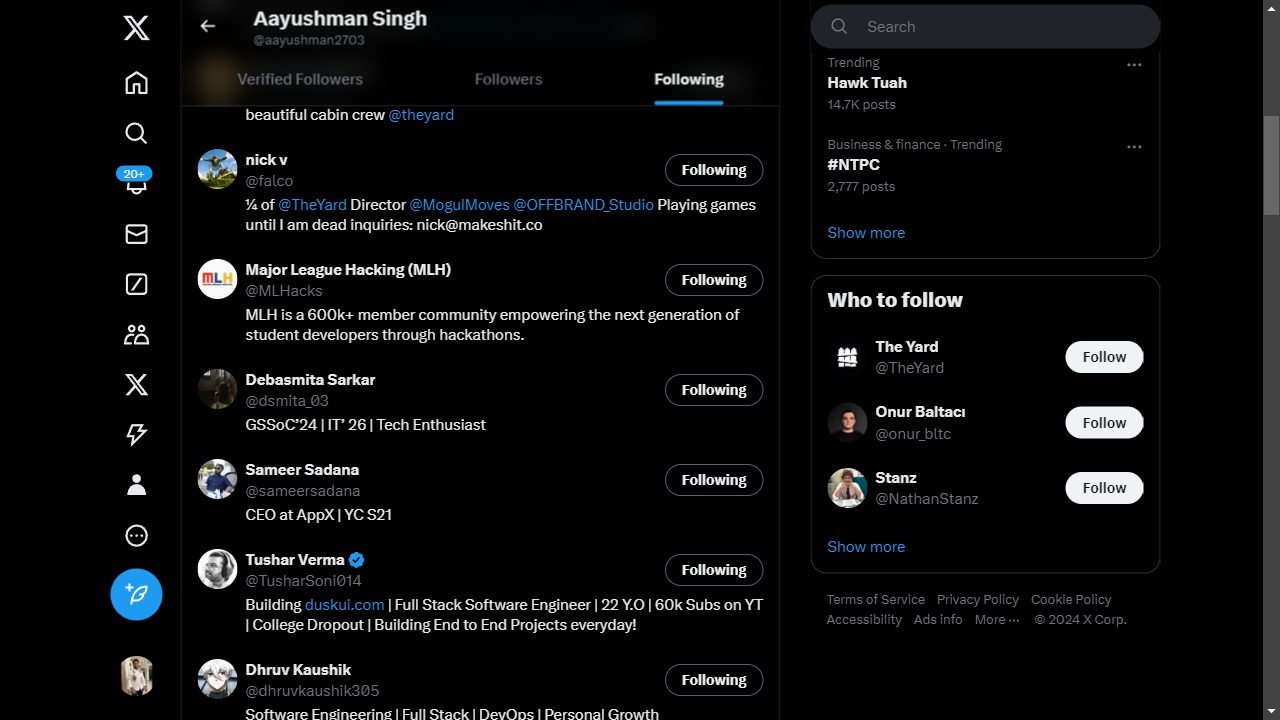 Aayushman Singh
@aayushman2703
Verified Followers
Followers
Following
20+
beautiful cabin crew @theyard
nick v
@falco
Following
¼ of @TheYard Director @MogulMoves @OFFBRAND_Studio Playing games
until I am dead inquiries: nick@makeshit.co
MLH
Major League Hacking (MLH)
@MLHacks
Following
MLH is a 600k+ member community empowering the next generation of
student developers through hackathons.
Debasmita Sarkar
@dsmita_03
Following
GSSoC’24 | IT’ 26 | Tech Enthusiast
Sameer Sadana
@sameersadana
Following
CEO at AppX | YC S21
Tushar Verma
@TusharSoni014
Following
Building duskui.com | Full Stack Software Engineer | 22 Y.O | 60k Subs on YT
| College Dropout | Building End to End Projects everyday!
Dhruv Kaushik
@dhruvkaushik305
Following
Software Engineering | Full Stack | DevOps | Personal Growth
Search
Trending
Hawk Tuah
14.7K posts
Business & finance · Trending
#NTPC
2,777 posts
Show more
Who to follow
The Yard
@TheYard
Follow
Onur Baltacı
@onur_bltc
Follow
Stanz
@NathanStanz
Follow
Show more
Terms of Service Privacy Policy Cookie Policy
Accessibility Ads info More ··· © 2024 X Corp.